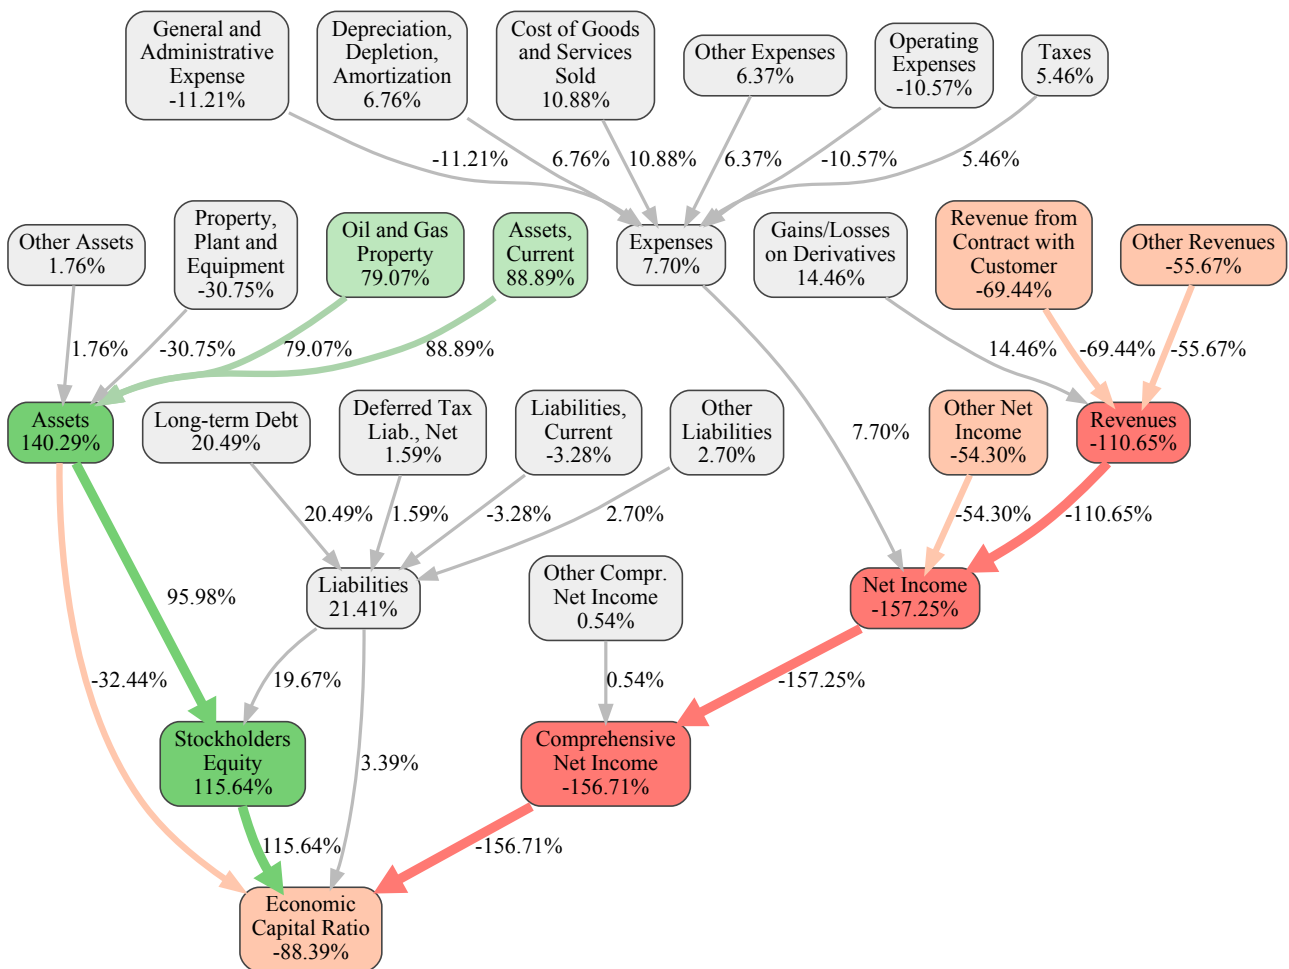 General and
Administrative
Expense
-11.21%
Depreciation,
Depletion,
Amortization
6.76%
Cost of Goods
and Services
Sold
10.88%
Other Expenses
6.37%
Operating
Expenses
-10.57%
Taxes
5.46%
-11.21%
6.76%
10.88%
6.37%
-10.57%
5.46%
Other Assets
1.76%
Property,
Plant and
Equipment
-30.75%
Oil and Gas
Property
79.07%
Assets,
Current
88.89%
Expenses
7.70%
Gains/Losses
on Derivatives
14.46%
Revenue from
Contract with
Customer
-69.44%
Other Revenues
-55.67%
1.76%
-30.75%
79.07%
88.89%
14.46%
-69.44%
-55.67%
Assets
140.29%
Long-term Debt
20.49%
Deferred Tax
Liab., Net
1.59%
Liabilities,
Current
-3.28%
Other
Liabilities
2.70%
7.70%
Other Net
Income
-54.30%
Revenues
-110.65%
20.49%
1.59%
-3.28%
2.70%
-54.30%
-110.65%
95.98%
Liabilities
21.41%
Other Compr.
Net Income
0.54%
Net Income
-157.25%
-32.44%
19.67%
0.54%
-157.25%
Stockholders
Equity
115.64%
3.39%
Comprehensive
Net Income
-156.71%
115.64%
-156.71%
Economic
Capital Ratio
-88.39%